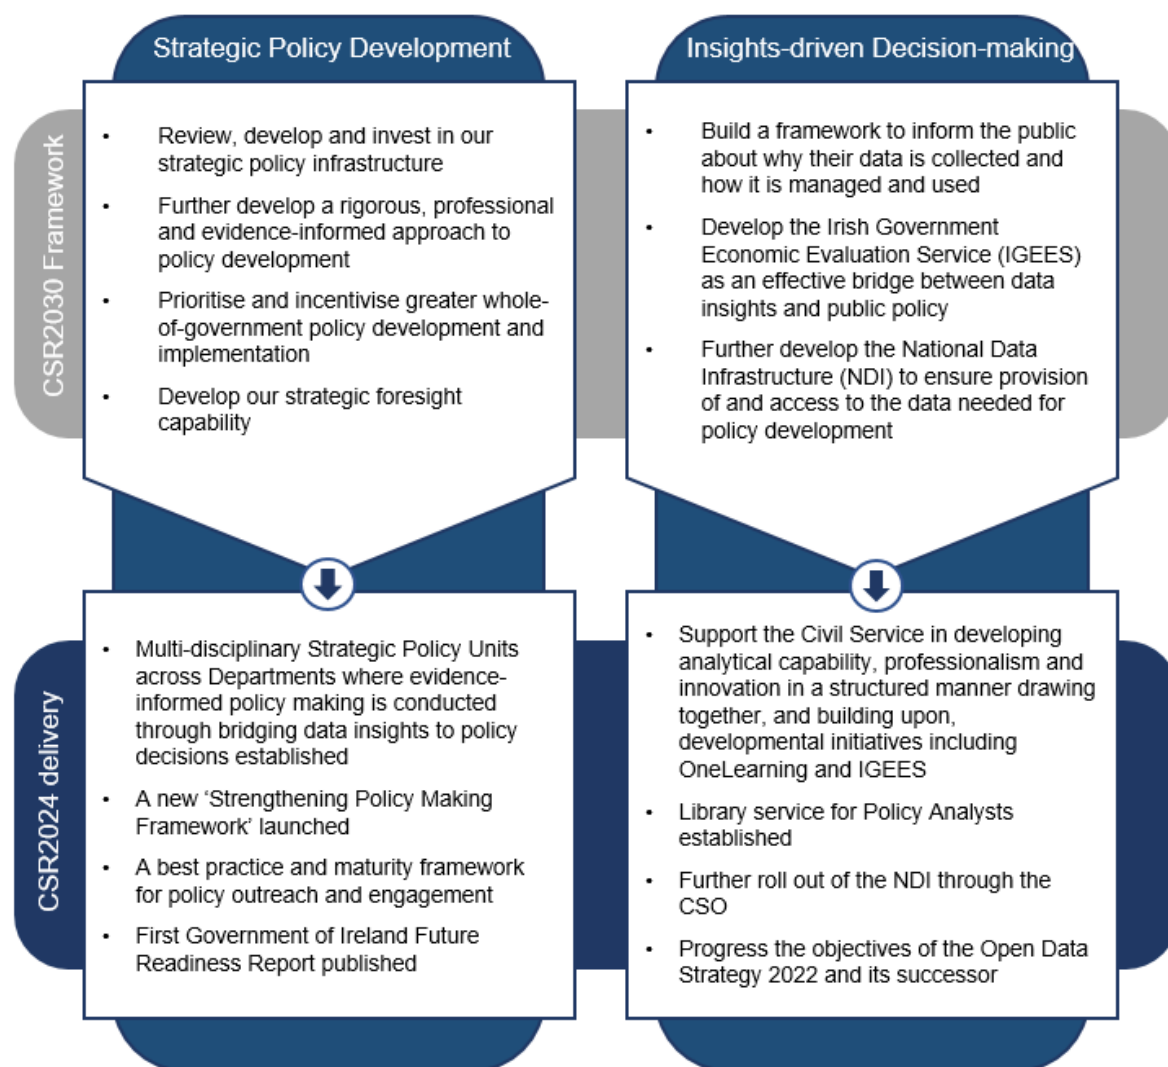 Strategic Policy Development
Insights-driven Decision-making
CSR2030 Framework
• Review, develop and invest in our
strategic policy infrastructure
• Further develop a rigorous, professional
and evidence-informed approach to
policy development
• Prioritise and incentivise greater whole-
of-government policy development and
implementation
• Develop our strategic foresight
capability
• Build a framework to inform the public
about why their data is collected and
how it is managed and used
• Develop the Irish Government
Economic Evaluation Service (IGEES)
as an effective bridge between data
insights and public policy
• Further develop the National Data
Infrastructure (NDI) to ensure provision
of and access to the data needed for
policy development
CSR2024 delivery
• Multi-disciplinary Strategic Policy Units
across Departments where evidence-
informed policy making is conducted
through bridging data insights to policy
decisions established
• A new ‘Strengthening Policy Making
Framework’ launched
• A best practice and maturity framework
for policy outreach and engagement
• First Government of Ireland Future
Readiness Report published
• Support the Civil Service in developing
analytical capability, professionalism and
innovation in a structured manner drawing
together, and building upon,
developmental initiatives including
OneLearning and IGEES
• Library service for Policy Analysts
established
• Further roll out of the NDI through the
CSO
• Progress the objectives of the Open Data
Strategy 2022 and its successor